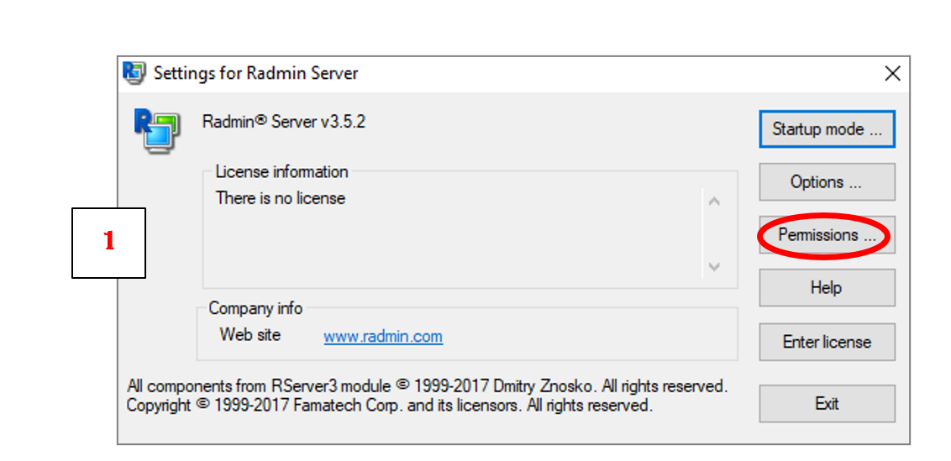 Settings for Radmin Server
Radmin® Server v3.5.2
Startup mode ...
License information
There is no license
Options ...
1
Permissions ...
Help
Company info
Web site www.radmin.com
Enter license
All components from RServer3 module © 1999-2017 Dmitry Znosko. All rights reserved.
Copyright © 1999-2017 Famatech Corp. and its licensors. All rights reserved.
Exit